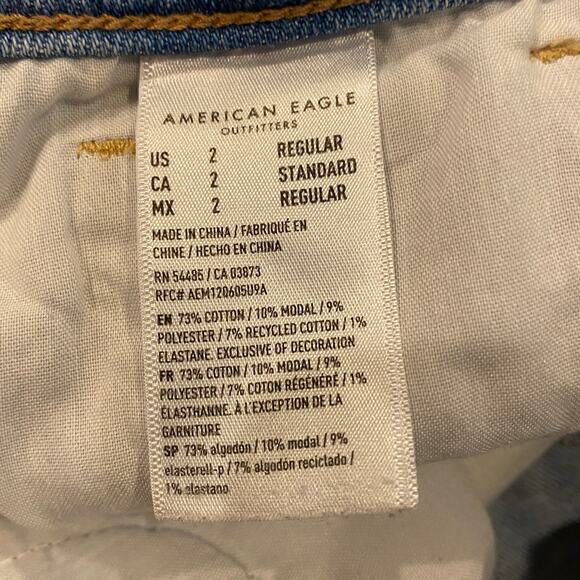 AMERICAN EAGLE
OUTFITTERS
US 2 REGULAR
CA 2 STANDARD
MX 2 REGULAR
MADE IN CHINA / FABRIQUÉ EN
CHINE / HECHO EN CHINA
RN 54485 / CA 03873
RFC# AEM120605U9A
EN 73% COTTON / 10% MODAL / 9%
POLYESTER / 7% RECYCLED COTTON / 1%
ELASTANE. EXCLUSIVE OF DECORATION
FR 73% COTON / 10% MODAL / 9%
POLYESTER / 7% COTON RÉGÉNÉRÉ / 1%
ÉLASTHANNE. À L'EXCEPTION DE LA
GARNITURE
SP 73% algodón / 10% modal / 9%
elasterell-p / 7% algodón reciclado /
1% elastano